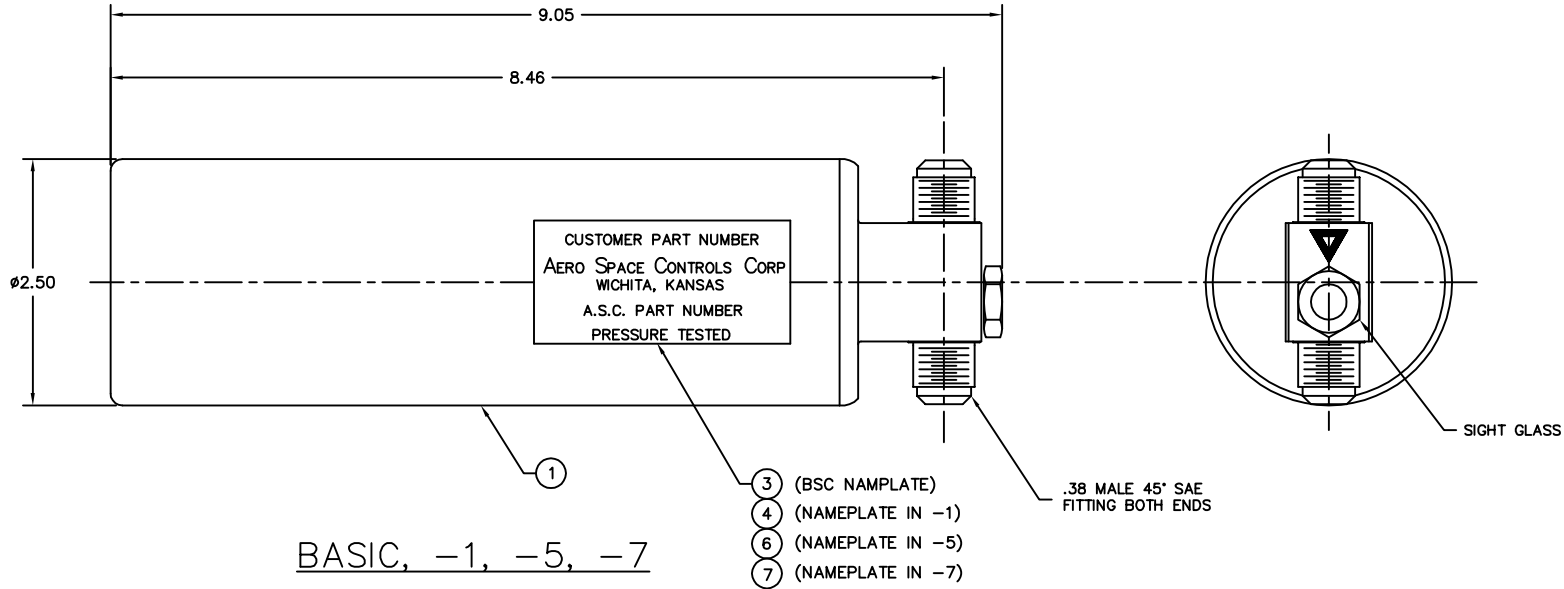 9.05
8.46
ø2.50
CUSTOMER PART NUMBER
AERO SPACE CONTROLS CORP
WICHITA, KANSAS
A.S.C. PART NUMBER
PRESSURE TESTED
SIGHT GLASS
1
3 (BSC NAMPLATE)
4 (NAMEPLATE IN -1)
6 (NAMEPLATE IN -5)
7 (NAMEPLATE IN -7)
.38 MALE 45° SAE
FITTING BOTH ENDS
BASIC, -1, -5, -7